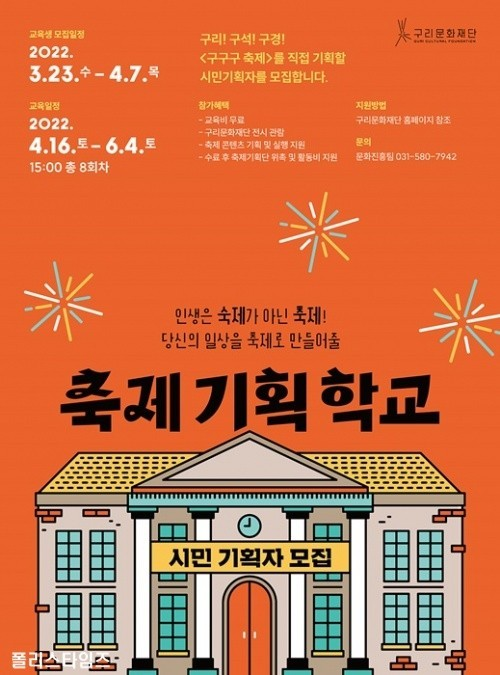 교육생 모집일정
2022.
3.23.수 - 4.7.목
교육일정
2022.
4.16.토 - 6.4.토
15:00 총 8회차
구리! 구석! 구경!
<구구구 축제>를 직접 기획할
시민기획자를 모집합니다.
참가혜택
- 교육비 무료
- 구리문화재단 전시 관람
- 축제 콘텐츠 기획 및 실행 지원
- 수료 후 축제기획단 위촉 및 활동비 지원
구리문화재단
GURI CULTURAL FOUNDATION
지원방법
구리문화재단 홈페이지 참조
문의
문화진흥팀 031-580-7942
인생은 숙제가 아닌 축제!
당신의 일상을 축제로 만들어줄
축제 기획 학교
시민 기획자 모집
폴리스타임즈